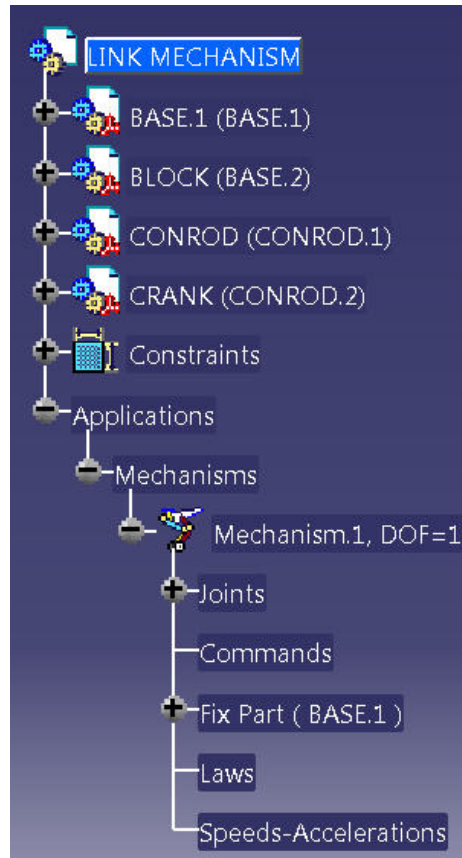 LINK MECHANISM
BASE.1 (BASE.1)
BLOCK (BASE.2)
CONROD (CONROD.1)
CRANK (CONROD.2)
Constraints
Applications
Mechanisms
Mechanism.1, DOF=1
Joints
Commands
Fix Part ( BASE.1 )
Laws
Speeds-Accelerations